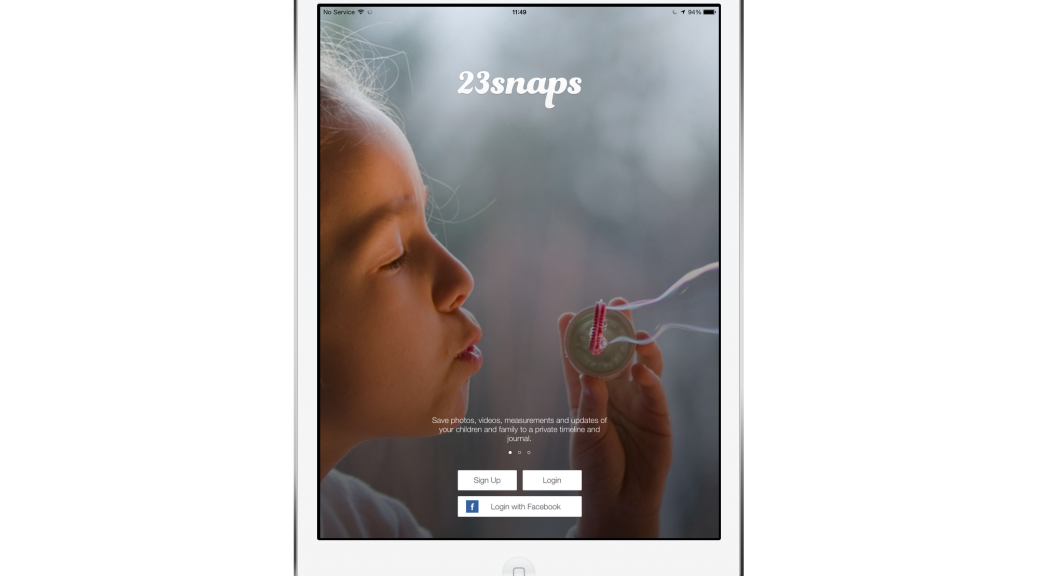 No Service 11:49 94%
23snaps
Save photos, videos, measurements and updates of
your children and family to a private timeline and
journal.
Sign Up Login
f Login with Facebook